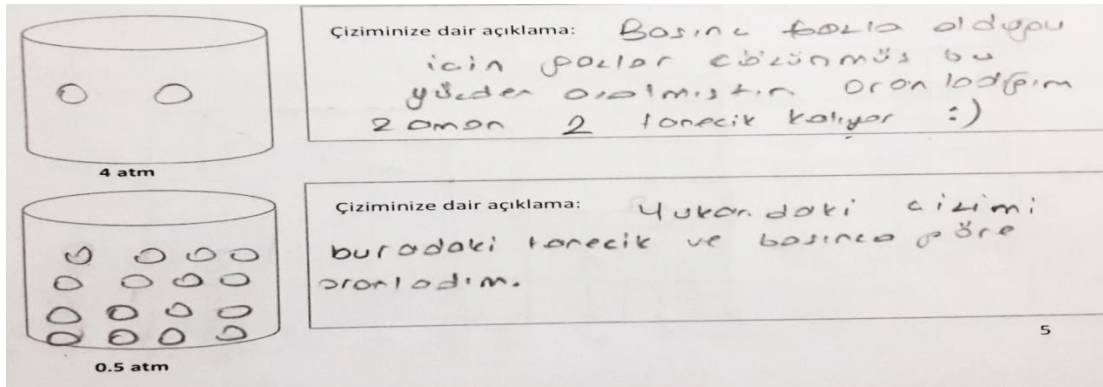 Çiziminize dair açıklama: Basınç fazla olduğu
için gazlar çözünmüş bu
yüzden azalmıştır. Oranladığım
zaman 2 tanecik kalıyor :)
4 atm
Çiziminize dair açıklama: Yukarıdaki çizimi
buradaki tanecik ve basınca göre
oranladım.
5
0.5 atm